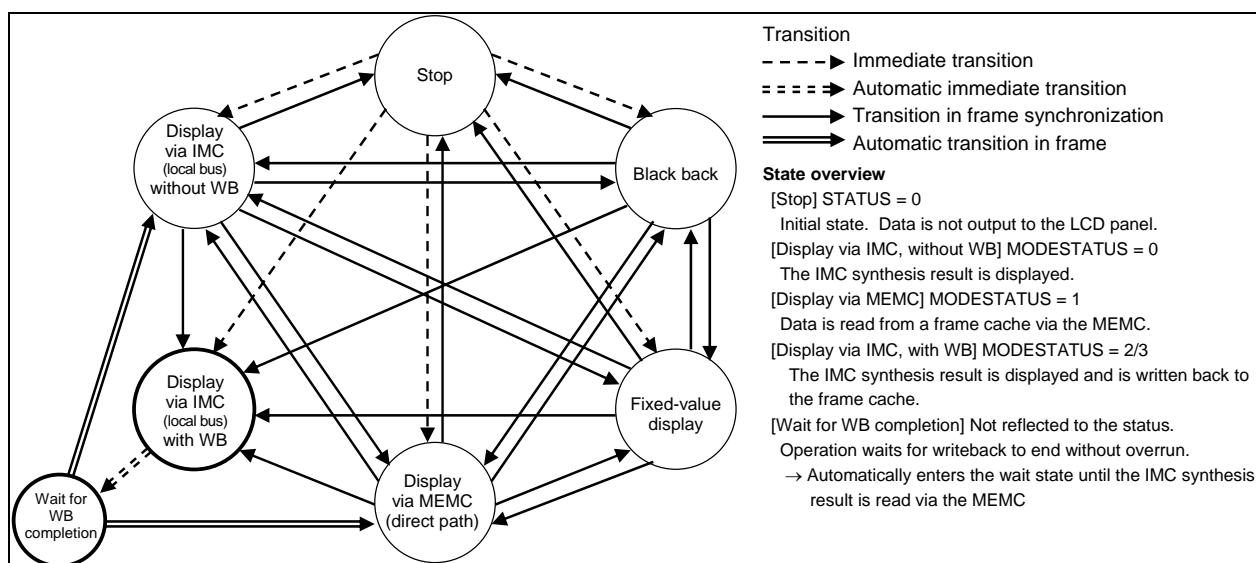 Stop
Display
via IMC
(local bus)
without WB
Black back
Display
via IMC
(local bus)
with WB
Fixed-value
display
Wait for
WB
completion
Display
via MEMC
(direct path)
Transition
Immediate transition
Automatic immediate transition
Transition in frame synchronization
Automatic transition in frame
State overview
[Stop] STATUS = 0
Initial state. Data is not output to the LCD panel.
[Display via IMC, without WB] MODESTATUS = 0
The IMC synthesis result is displayed.
[Display via MEMC] MODESTATUS = 1
Data is read from a frame cache via the MEMC.
[Display via IMC, with WB] MODESTATUS = 2/3
The IMC synthesis result is displayed and is written back to
the frame cache.
[Wait for WB completion] Not reflected to the status.
Operation waits for writeback to end without overrun.
→ Automatically enters the wait state until the IMC synthesis
result is read via the MEMC